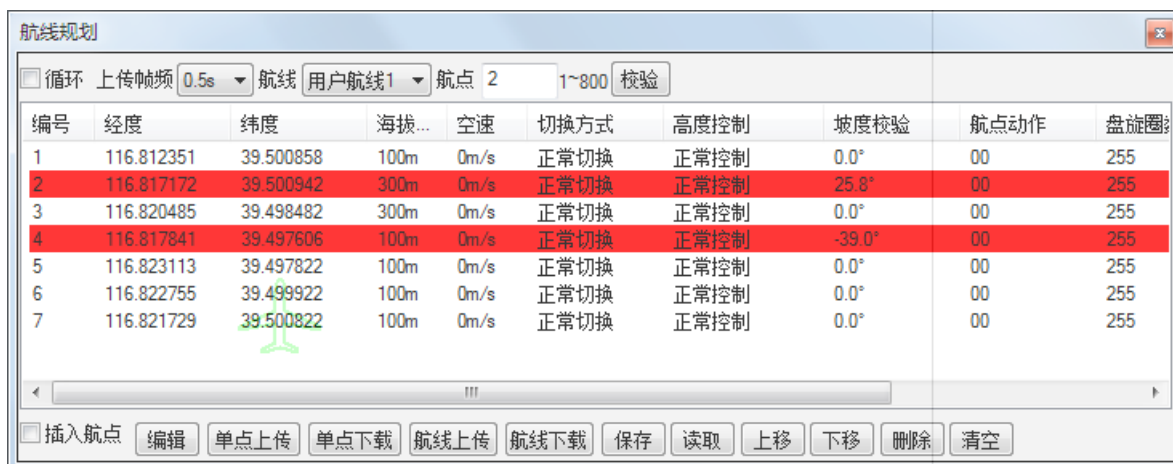 航线规划
循环 上传帧频 0.5s 航线 用户航线1 航点 2 1~800 校验
编号 经度 纬度 海拔... 空速 切换方式 高度控制 坡度校验 航点动作 盘旋圈
1 116.812351 39.500858 100m 0m/s 正常切换 正常控制 0.0° 00 255
2 116.817172 39.500942 300m 0m/s 正常切换 正常控制 25.8° 00 255
3 116.820485 39.498482 300m 0m/s 正常切换 正常控制 0.0° 00 255
4 116.817841 39.497606 100m 0m/s 正常切换 正常控制 -39.0° 00 255
5 116.823113 39.497822 100m 0m/s 正常切换 正常控制 0.0° 00 255
6 116.822755 39.499922 100m 0m/s 正常切换 正常控制 0.0° 00 255
7 116.821729 39.500822 100m 0m/s 正常切换 正常控制 0.0° 00 255
插入航点 编辑 单点上传 单点下载 航线上传 航线下载 保存 读取 上移 下移 删除 清空